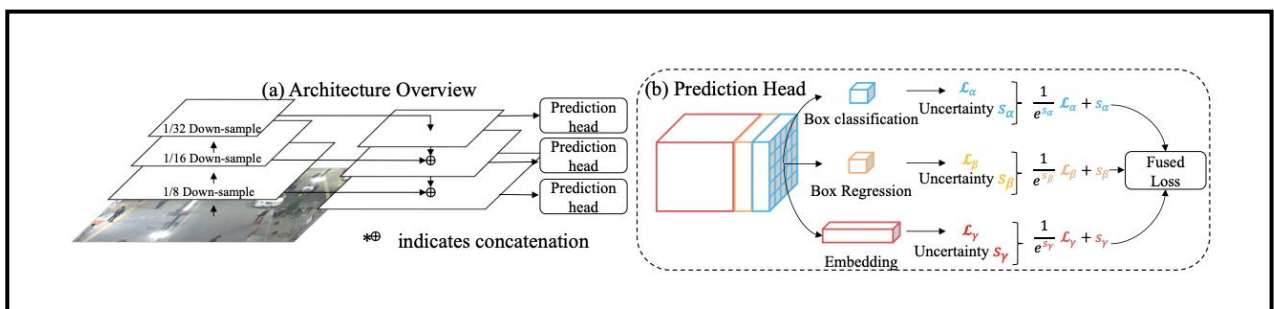 (a) Architecture Overview
1/32 Down-sample
1/16 Down-sample
1/8 Down-sample
Prediction
head
Prediction
head
Prediction
head
*⊕ indicates concatenation
(b) Prediction Head
Box classification
ℒα
Uncertainty sα
1/e^sα ℒα + sα
Box Regression
ℒβ
Uncertainty sβ
1/e^sβ ℒβ + sβ
Embedding
ℒγ
Uncertainty sγ
1/e^sγ ℒγ + sγ
Fused
Loss